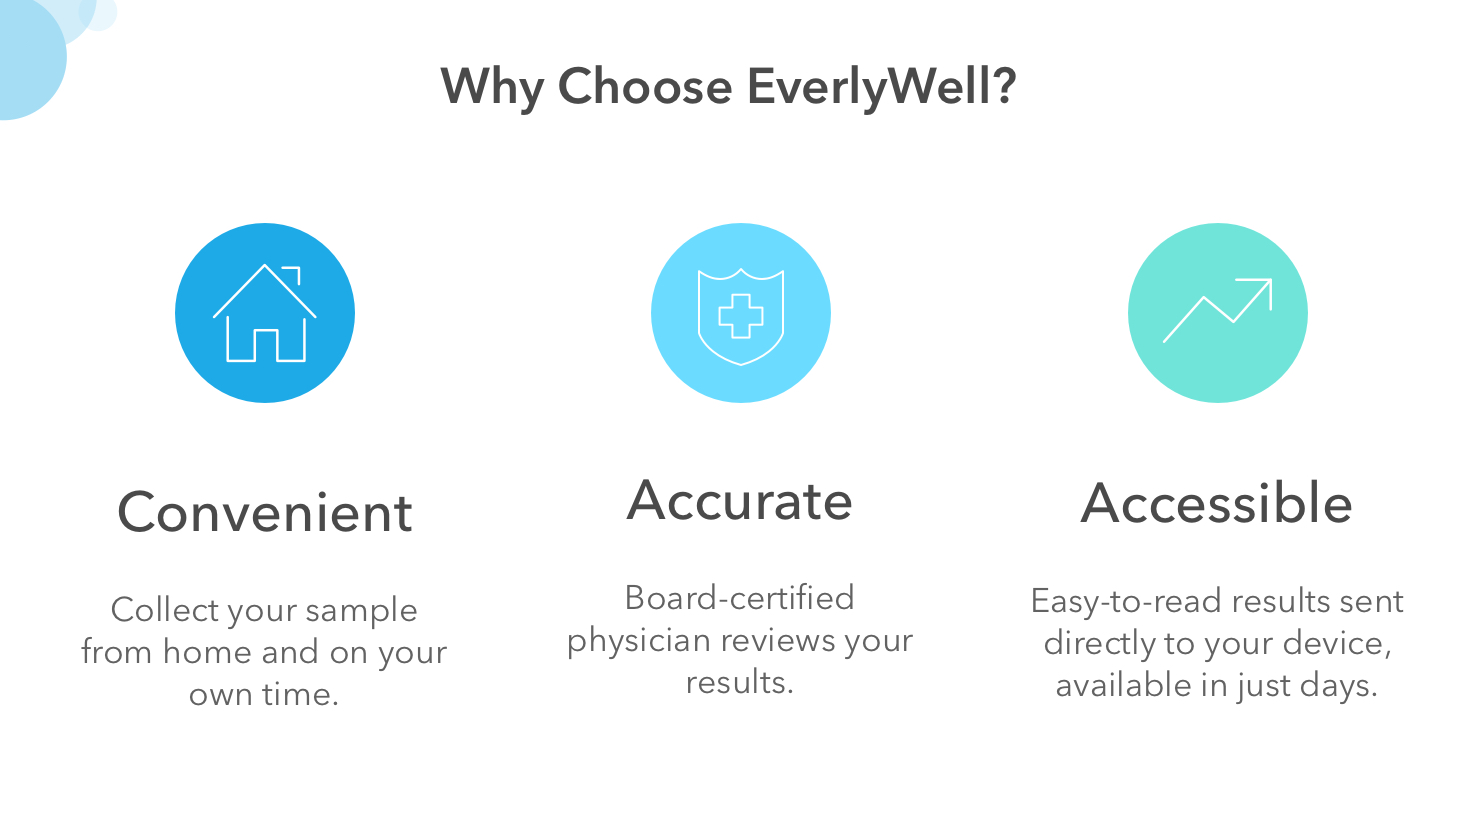 Why Choose EverlyWell?
Convenient
Collect your sample
from home and on your
own time.
Accurate
Board-certified
physician reviews your
results.
Accessible
Easy-to-read results sent
directly to your device,
available in just days.